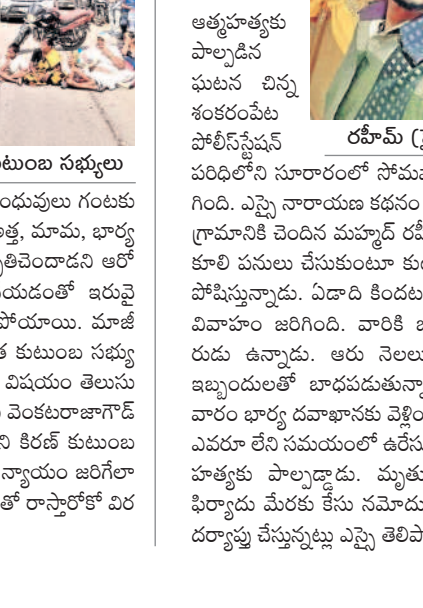 టుంబ సభ్యులు
ంధువులు గంటకు
అత్త, మామ, భార్య
తిచెందాడని ఆరో
యడంతో ఇరువై
పోయాయి. మాజీ
త కుటుంబ సభ్యు
విషయం తెలుసు
వెంకటరాజాగౌడ్
ని కిరణ్ కుటుంబ
న్యాయం జరిగేలా
తో రాస్తారోకో విర
ఆత్మహత్యకు
పాల్పడిన
ఘటన చిన్న
శంకరంపేట
పోలీస్‌స్టేషన్
రహీమ్
పరిధిలోని సూరారంలో సోమవ
గింది. ఎస్సై నారాయణ కథనం
గ్రామానికి చెందిన మహ్మద్ రహీ
కూలి పనులు చేసుకుంటూ కు
పోషిస్తున్నాడు. ఏడాది కిందట
వివాహం జరిగింది. వారికి
రుడు ఉన్నాడు. ఆరు నెలలు
ఇబ్బందులతో బాధపడుతున్నా
వారం భార్య దవాఖానకు వెళ్లిం
ఎవరూ లేని సమయంలో ఉరేసు
హత్యకు పాల్పడ్డాడు. మృతు
ఫిర్యాదు మేరకు కేసు నమోదు
దర్యాప్తు చేస్తున్నట్లు ఎస్సై తెలిపా